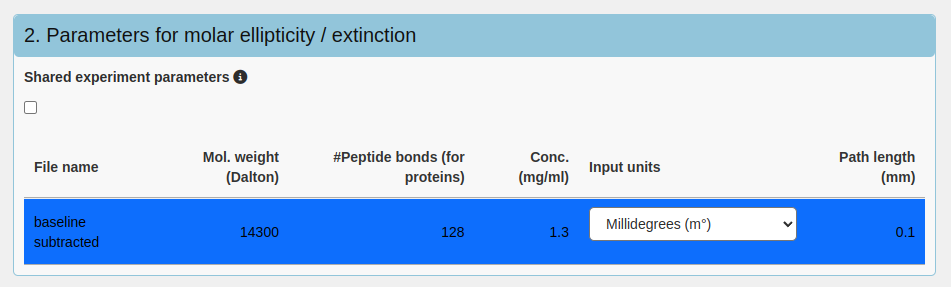 2. Parameters for molar ellipticity / extinction
Shared experiment parameters
File name
Mol. weight
(Dalton)
#Peptide bonds (for
proteins)
Conc.
(mg/ml)
Input units
Path length
(mm)
baseline
subtracted
14300
128
1.3
Millidegrees (m°)
0.1